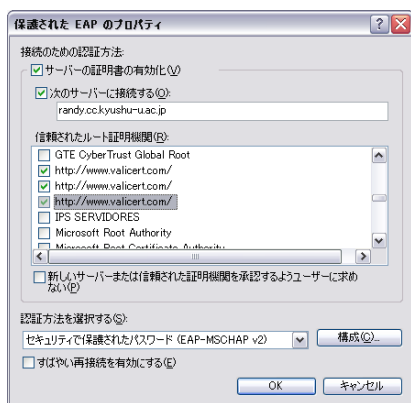 保護された EAP のプロパティ
接続のための認証方法:
サーバーの証明書の有効化(V)
次のサーバーに接続する(O):
randy.cc.kyushu-u.ac.jp
信頼されたルート証明機関(R):
GTE CyberTrust Global Root
http://www.valicert.com/
http://www.valicert.com/
http://www.valicert.com/
IPS SERVIDORES
Microsoft Root Authority
Microsoft Root Certificate Authority
新しいサーバーまたは信頼された証明機関を承認するようユーザーに求め
ない(P)
認証方法を選択する(S):
セキュリティで保護されたパスワード (EAP-MSCHAP v2)
構成(C)...
すばやい再接続を有効にする(E)
OK
キャンセル